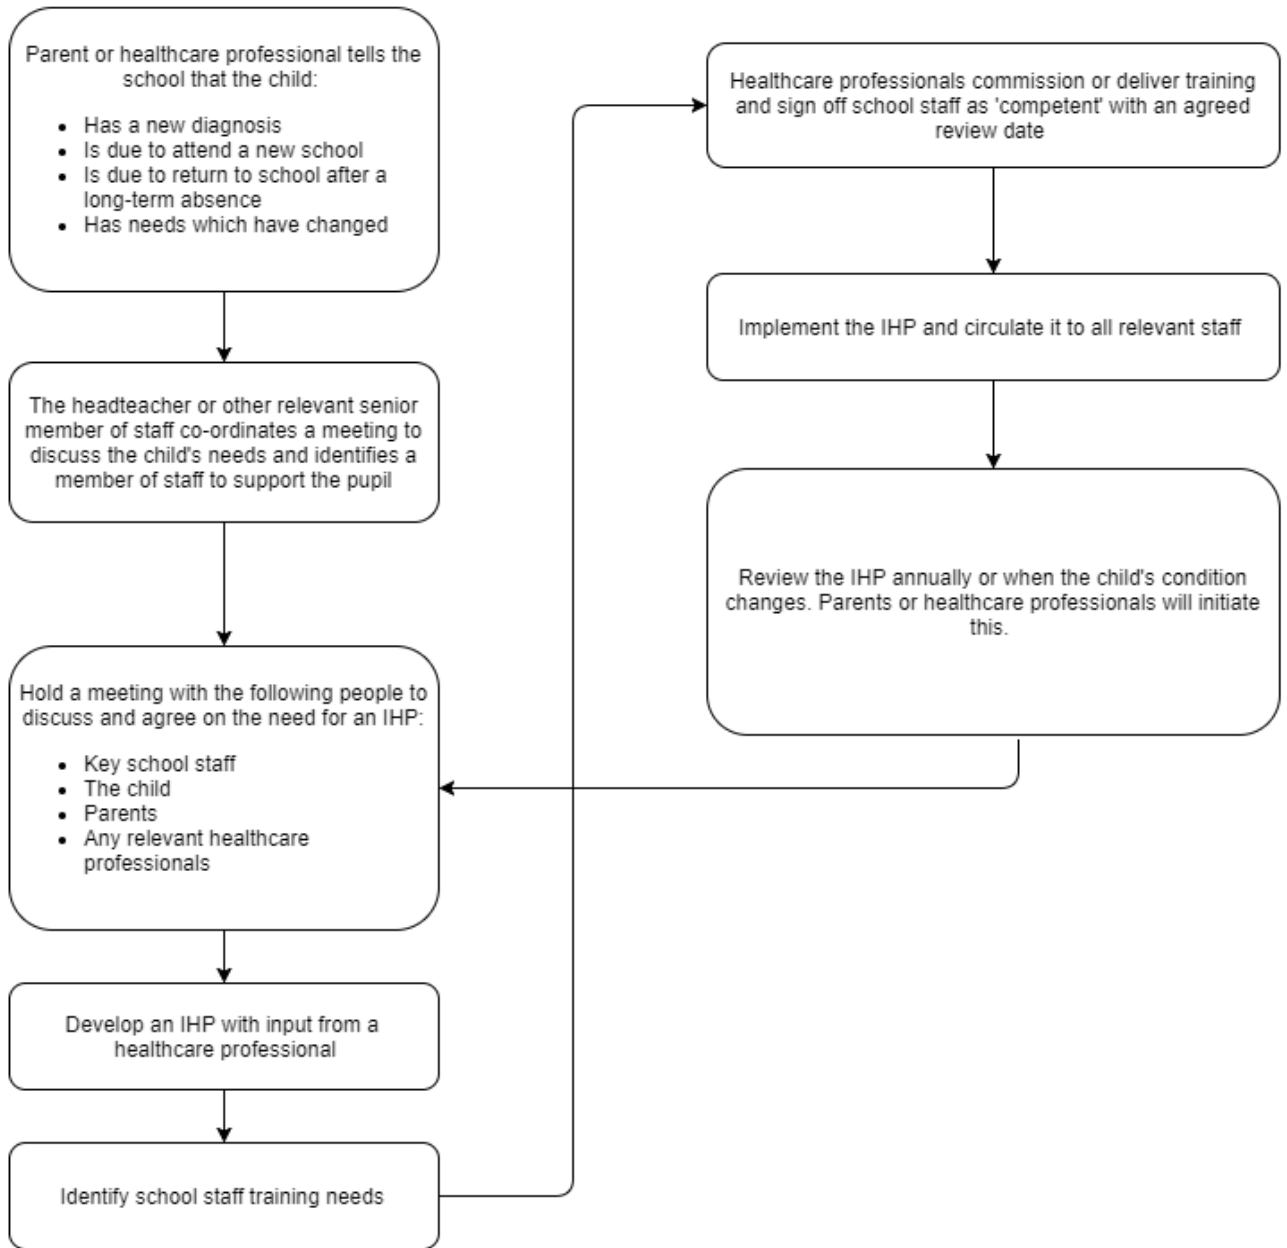 Parent or healthcare professional tells the
school that the child:
• Has a new diagnosis
• Is due to attend a new school
• Is due to return to school after a
long-term absence
• Has needs which have changed
The headteacher or other relevant senior
member of staff co-ordinates a meeting to
discuss the child's needs and identifies a
member of staff to support the pupil
Hold a meeting with the following people to
discuss and agree on the need for an IHP:
• Key school staff
• The child
• Parents
• Any relevant healthcare
professionals
Develop an IHP with input from a
healthcare professional
Identify school staff training needs
Healthcare professionals commission or deliver training
and sign off school staff as 'competent' with an agreed
review date
Implement the IHP and circulate it to all relevant staff
Review the IHP annually or when the child's condition
changes. Parents or healthcare professionals will initiate
this.